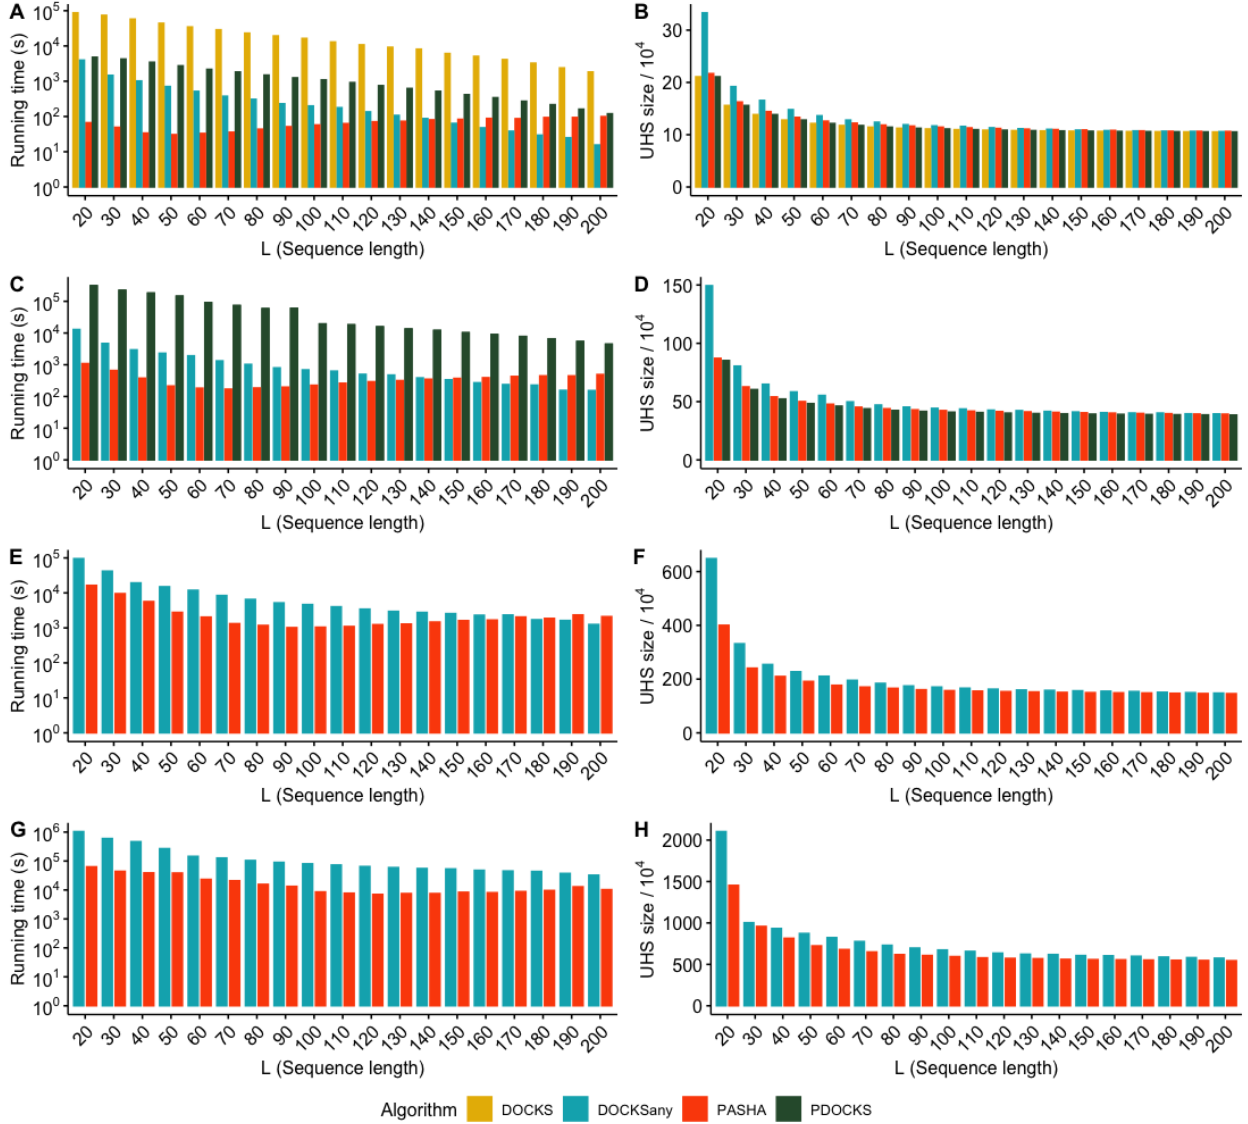 A
Running time (s)
10^5
10^4
10^3
10^2
10^1
10^0
20 30 40 50 60 70 80 90 100 110 120 130 140 150 160 170 180 190 200
L (Sequence length)
B
UHS size / 10^4
30
20
10
0
20 30 40 50 60 70 80 90 100 110 120 130 140 150 160 170 180 190 200
L (Sequence length)
C
Running time (s)
10^5
10^4
10^3
10^2
10^1
10^0
20 30 40 50 60 70 80 90 100 110 120 130 140 150 160 170 180 190 200
L (Sequence length)
D
UHS size / 10^4
150
100
50
0
20 30 40 50 60 70 80 90 100 110 120 130 140 150 160 170 180 190 200
L (Sequence length)
E
Running time (s)
10^5
10^4
10^3
10^2
10^1
10^0
20 30 40 50 60 70 80 90 100 110 120 130 140 150 160 170 180 190 200
L (Sequence length)
F
UHS size / 10^4
600
400
200
0
20 30 40 50 60 70 80 90 100 110 120 130 140 150 160 170 180 190 200
L (Sequence length)
G
Running time (s)
10^6
10^5
10^4
10^3
10^2
10^1
10^0
20 30 40 50 60 70 80 90 100 110 120 130 140 150 160 170 180 190 200
L (Sequence length)
H
UHS size / 10^4
2000
1500
1000
500
0
20 30 40 50 60 70 80 90 100 110 120 130 140 150 160 170 180 190 200
L (Sequence length)
Algorithm DOCKS DOCKSany PASHA PDOCKS